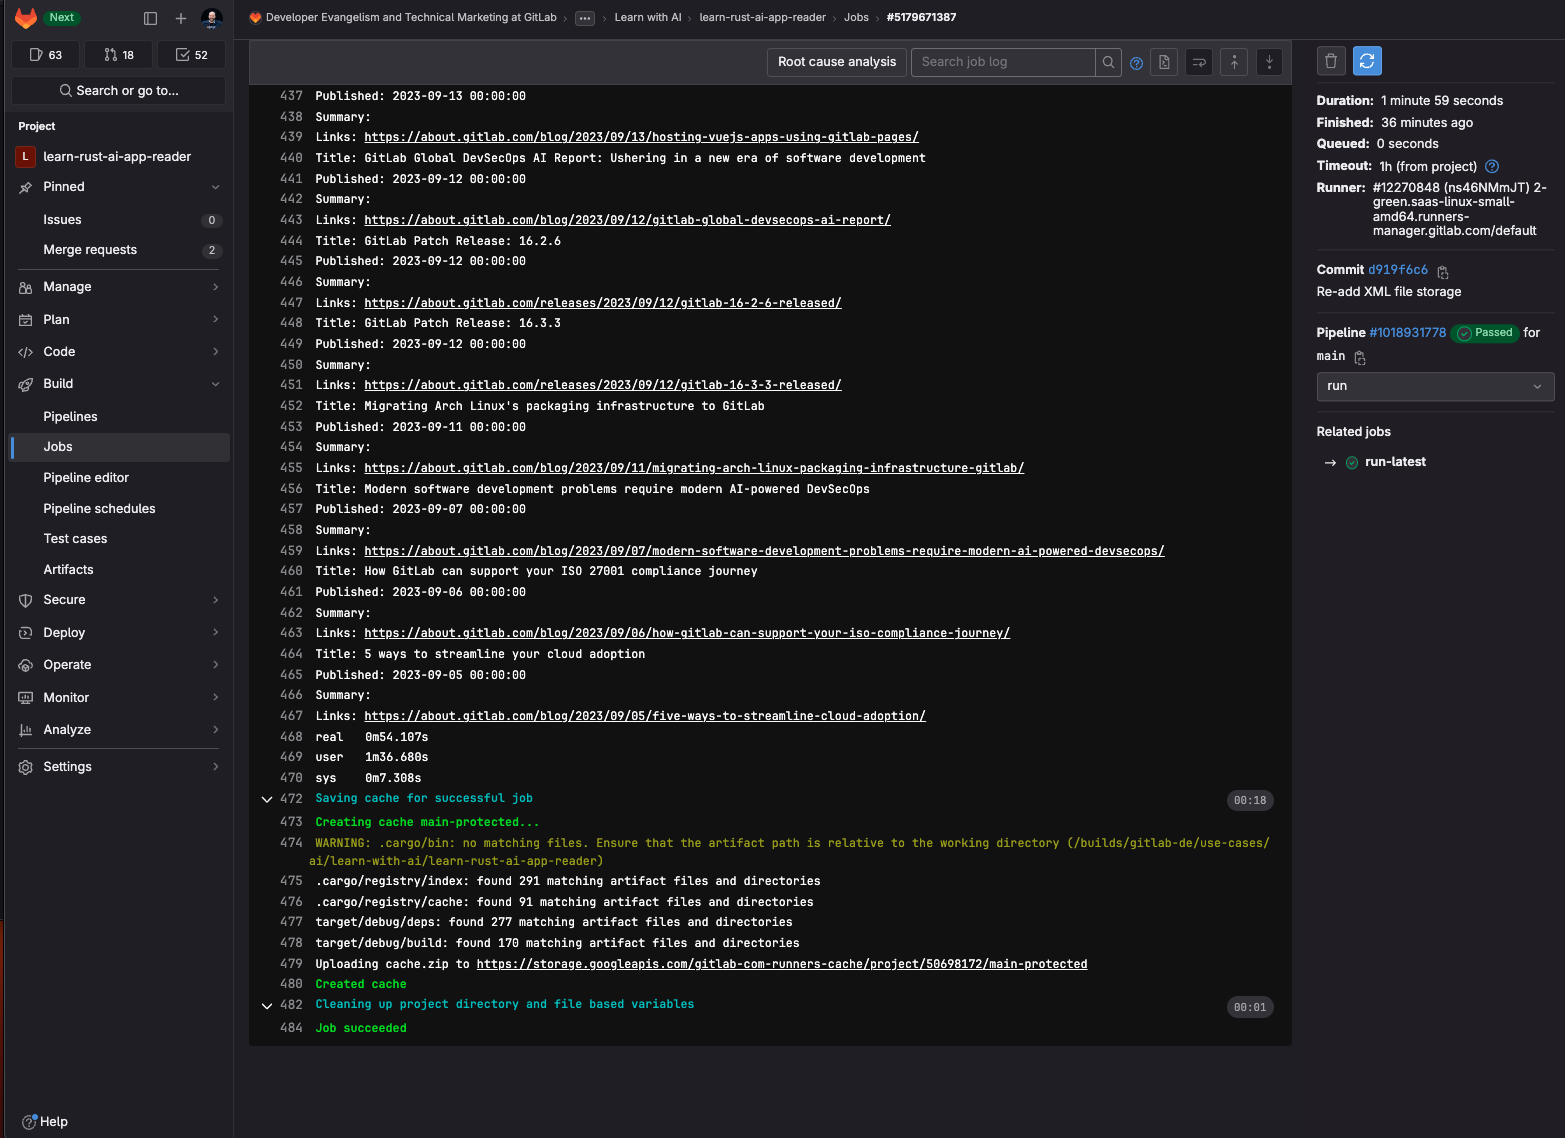 Next
63
18
52
Search or go to...
Project
L learn-rust-ai-app-reader
Pinned
Issues 0
Merge requests 2
Manage
Plan
Code
Build
Pipelines
Jobs
Pipeline editor
Pipeline schedules
Test cases
Artifacts
Secure
Deploy
Operate
Monitor
Analyze
Settings
Help
Developer Evangelism and Technical Marketing at GitLab › ... › Learn with AI › learn-rust-ai-app-reader › Jobs › #5179671387
Root cause analysis
Search job log
437 Published: 2023-09-13 00:00:00
438 Summary:
439 Links: https://about.gitlab.com/blog/2023/09/13/hosting-vuejs-apps-using-gitlab-pages/
440 Title: GitLab Global DevSecOps AI Report: Ushering in a new era of software development
441 Published: 2023-09-12 00:00:00
442 Summary:
443 Links: https://about.gitlab.com/blog/2023/09/12/gitlab-global-devsecops-ai-report/
444 Title: GitLab Patch Release: 16.2.6
445 Published: 2023-09-12 00:00:00
446 Summary:
447 Links: https://about.gitlab.com/releases/2023/09/12/gitlab-16-2-6-released/
448 Title: GitLab Patch Release: 16.3.3
449 Published: 2023-09-12 00:00:00
450 Summary:
451 Links: https://about.gitlab.com/releases/2023/09/12/gitlab-16-3-3-released/
452 Title: Migrating Arch Linux's packaging infrastructure to GitLab
453 Published: 2023-09-11 00:00:00
454 Summary:
455 Links: https://about.gitlab.com/blog/2023/09/11/migrating-arch-linux-packaging-infrastructure-gitlab/
456 Title: Modern software development problems require modern AI-powered DevSecOps
457 Published: 2023-09-07 00:00:00
458 Summary:
459 Links: https://about.gitlab.com/blog/2023/09/07/modern-software-development-problems-require-modern-ai-powered-devsecops/
460 Title: How GitLab can support your ISO 27001 compliance journey
461 Published: 2023-09-06 00:00:00
462 Summary:
463 Links: https://about.gitlab.com/blog/2023/09/06/how-gitlab-can-support-your-iso-compliance-journey/
464 Title: 5 ways to streamline your cloud adoption
465 Published: 2023-09-05 00:00:00
466 Summary:
467 Links: https://about.gitlab.com/blog/2023/09/05/five-ways-to-streamline-cloud-adoption/
468 real 0m54.107s
469 user 1m36.680s
470 sys 0m7.308s
472 Saving cache for successful job 00:18
473 Creating cache main-protected...
474 WARNING: .cargo/bin: no matching files. Ensure that the artifact path is relative to the working directory (/builds/gitlab-de/use-cases/
ai/learn-with-ai/learn-rust-ai-app-reader)
475 .cargo/registry/index: found 291 matching artifact files and directories
476 .cargo/registry/cache: found 91 matching artifact files and directories
477 target/debug/deps: found 277 matching artifact files and directories
478 target/debug/build: found 170 matching artifact files and directories
479 Uploading cache.zip to https://storage.googleapis.com/gitlab-com-runners-cache/project/50698172/main-protected
480 Created cache
482 Cleaning up project directory and file based variables 00:01
484 Job succeeded
Duration: 1 minute 59 seconds
Finished: 36 minutes ago
Queued: 0 seconds
Timeout: 1h (from project)
Runner: #12270848 (ns46NMmJT) 2-
green.saas-linux-small-
amd64.runners-
manager.gitlab.com/default
Commit d919f6c6
Re-add XML file storage
Pipeline #1018931778 Passed for
main
run
Related jobs
→ run-latest